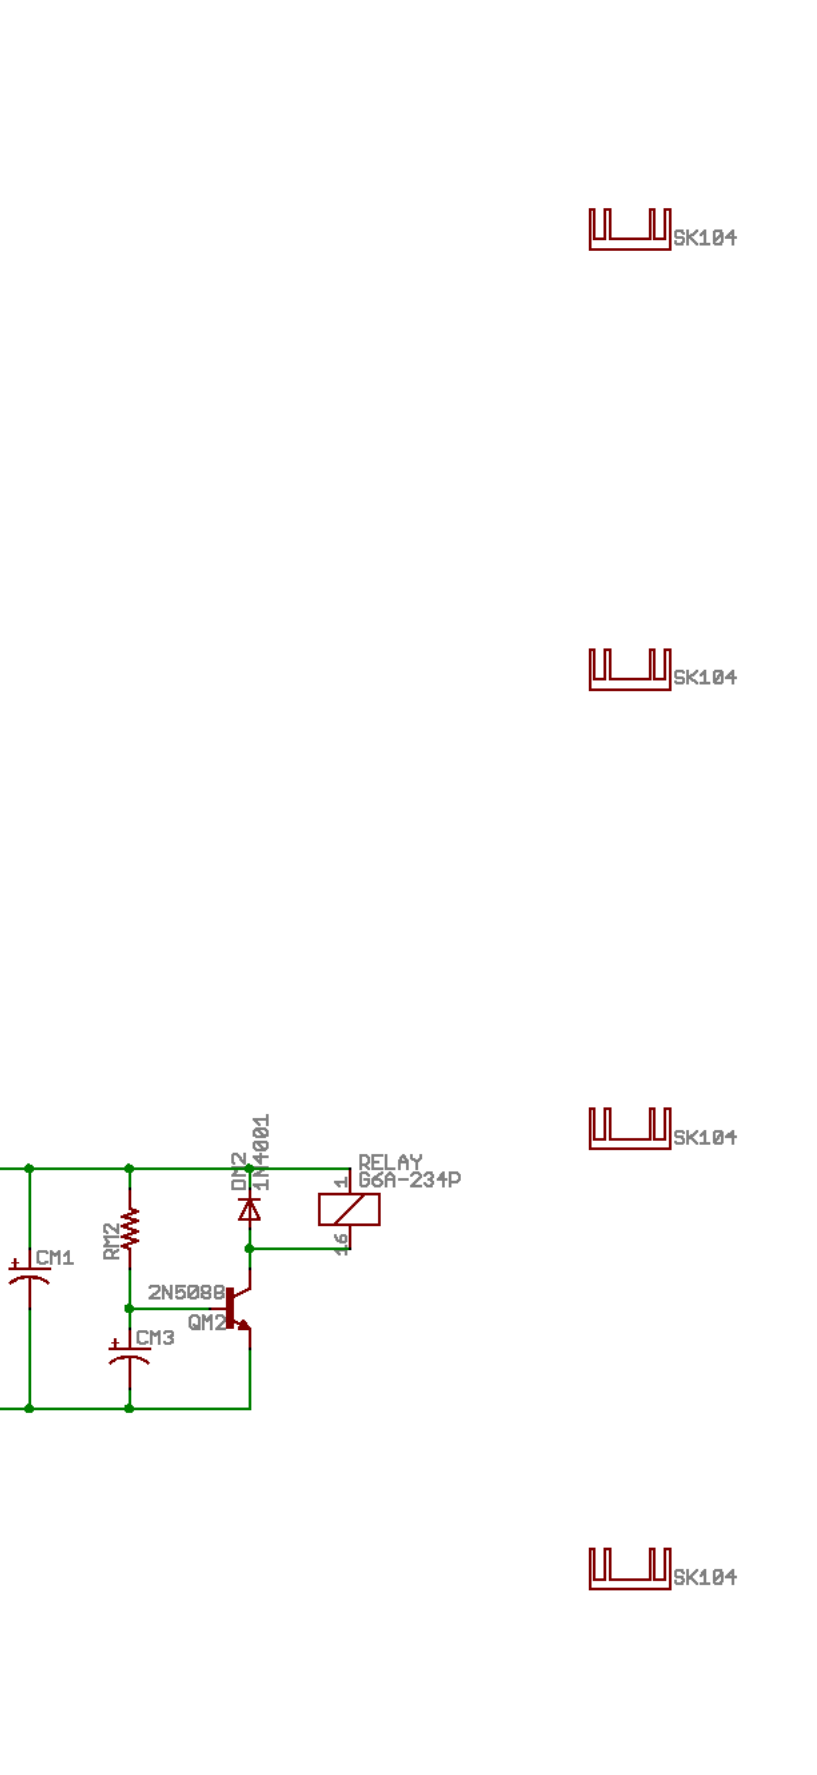 SK104
SK104
SK104
DM2
1N4001
RELAY
G6A-234P
1
16
RM2
CM1
2N5088
QM2
CM3
SK104